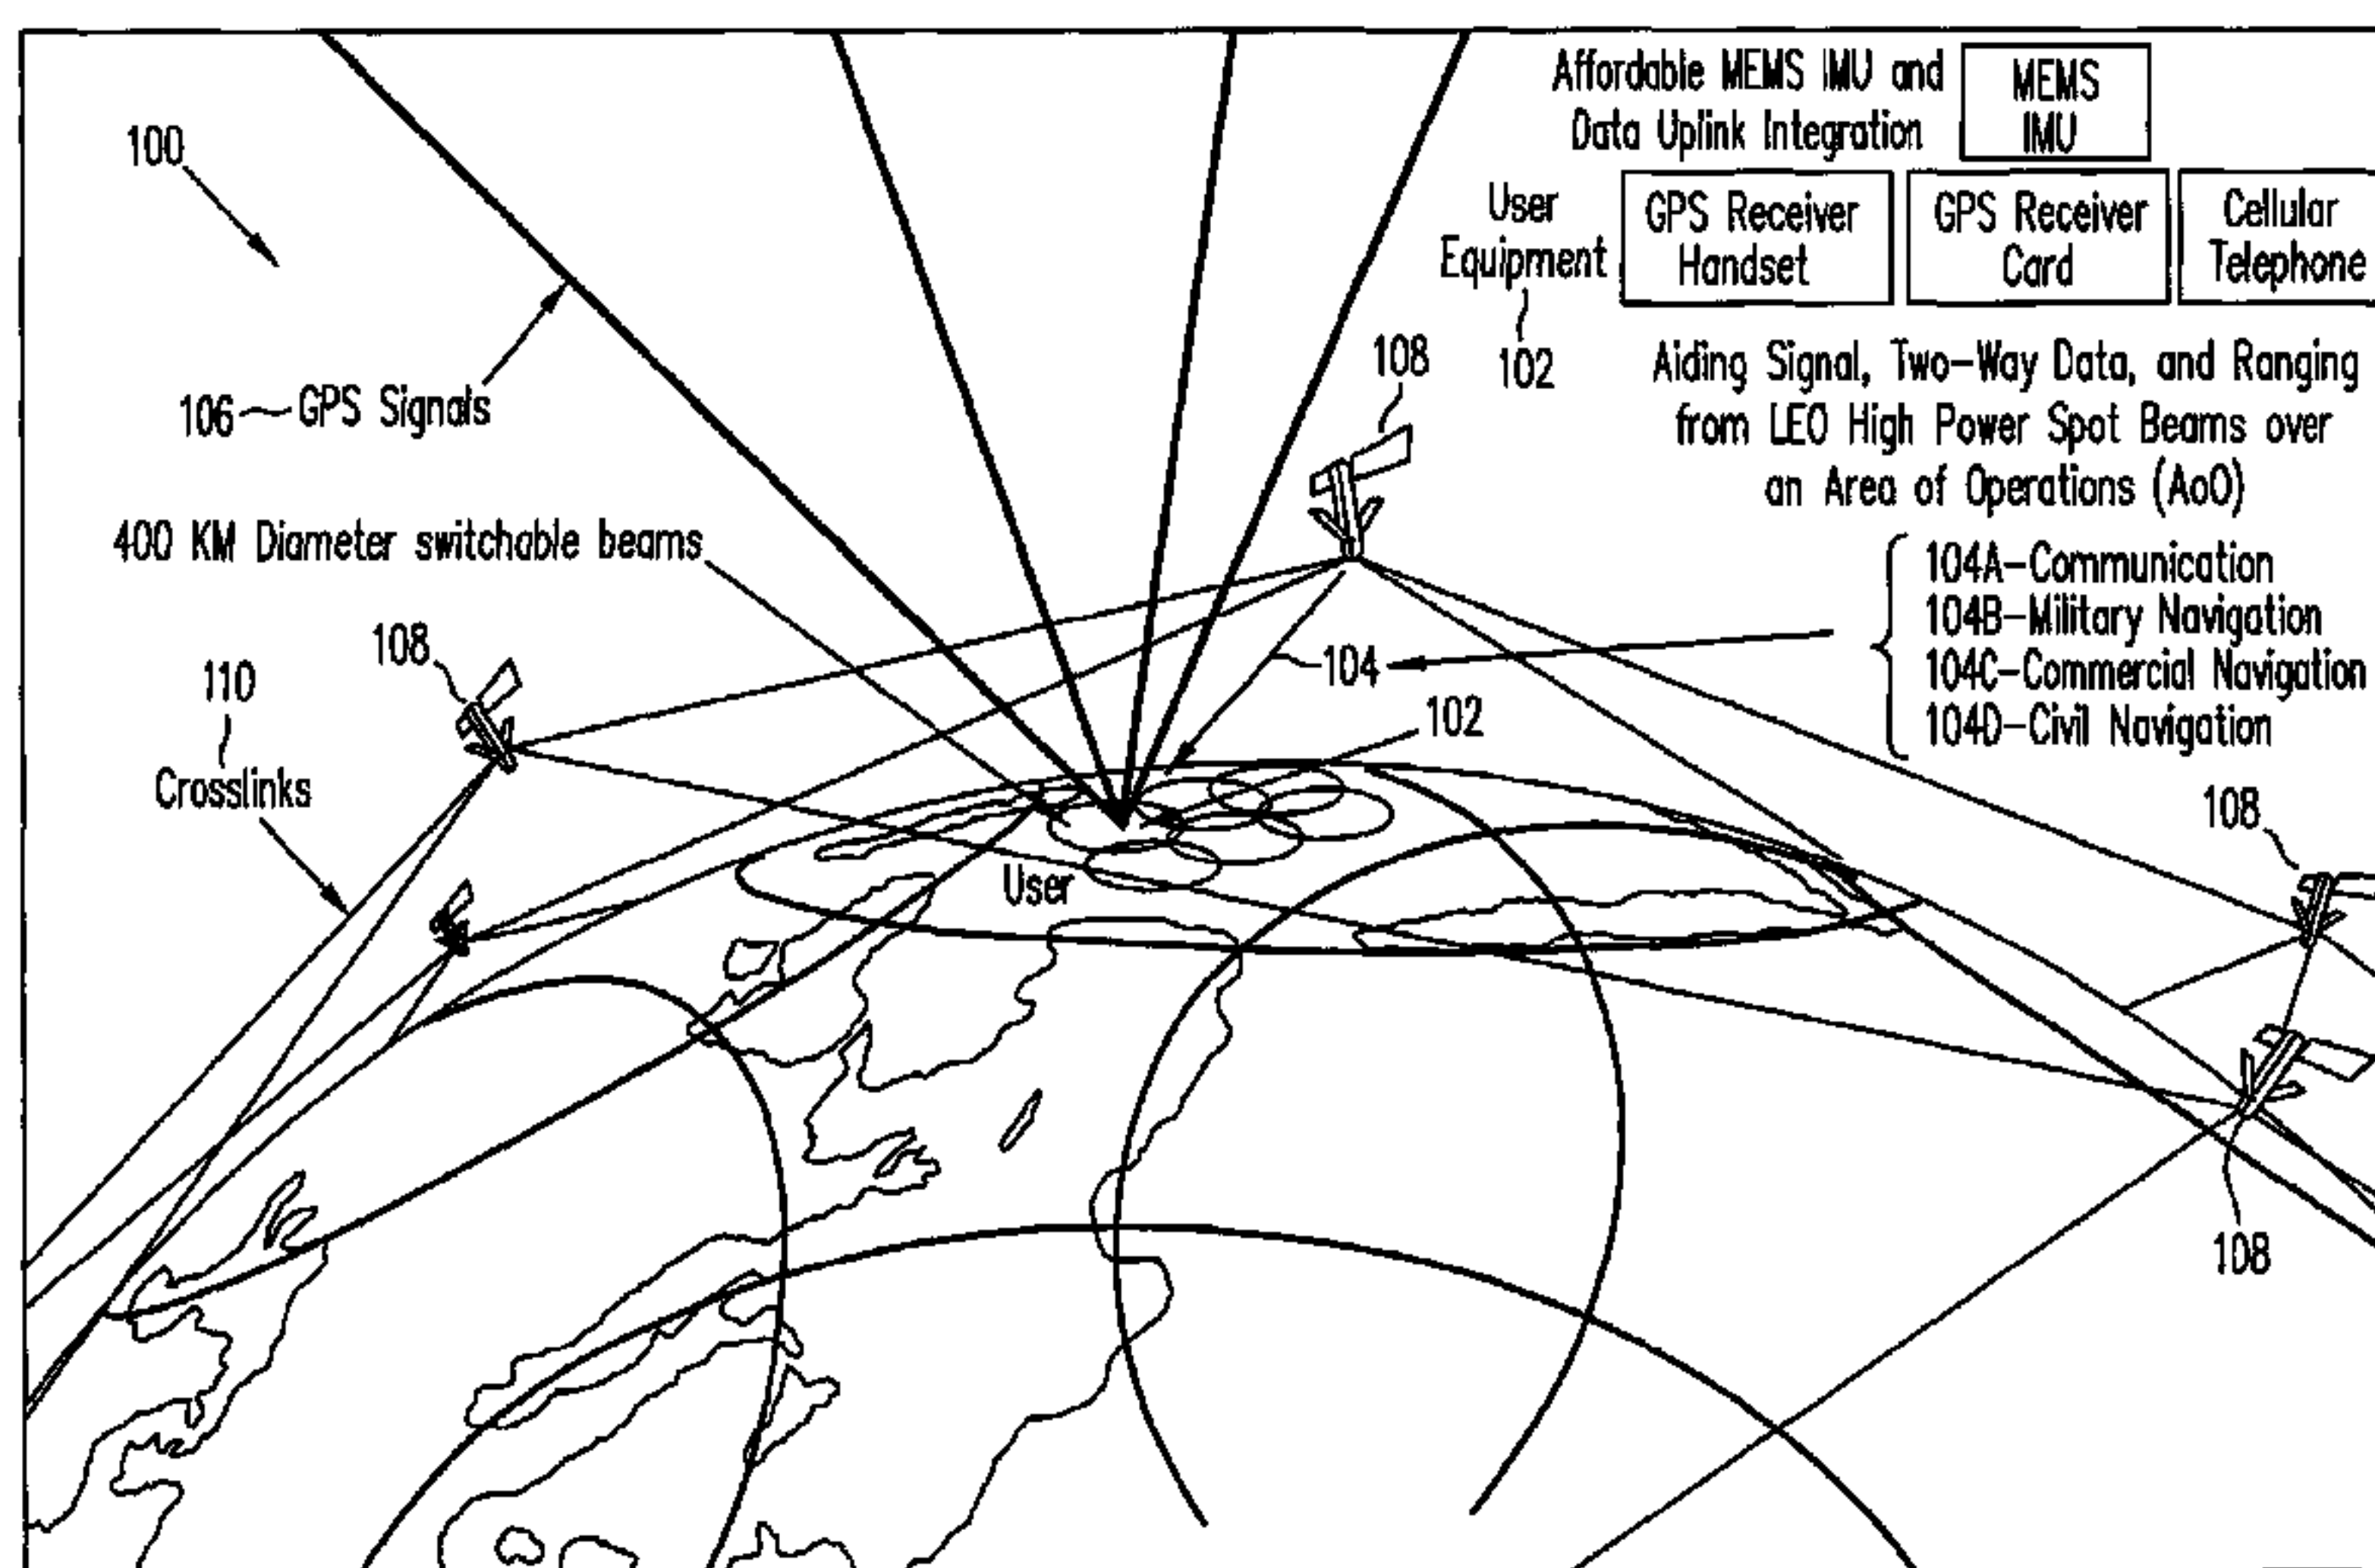 Affordable MEMS IMU and
Data Uplink Integration
MEMS
IMU
100
User
Equipment
102
GPS Receiver
Handset
GPS Receiver
Card
Cellular
Telephone
108
Aiding Signal, Two-Way Data, and Ranging
from LEO High Power Spot Beams over
an Area of Operations (AoO)
106
GPS Signals
400 KM Diameter switchable beams
104A-Communication
104B-Military Navigation
104C-Commercial Navigation
104D-Civil Navigation
108
104
110
Crosslinks
102
108
User
108